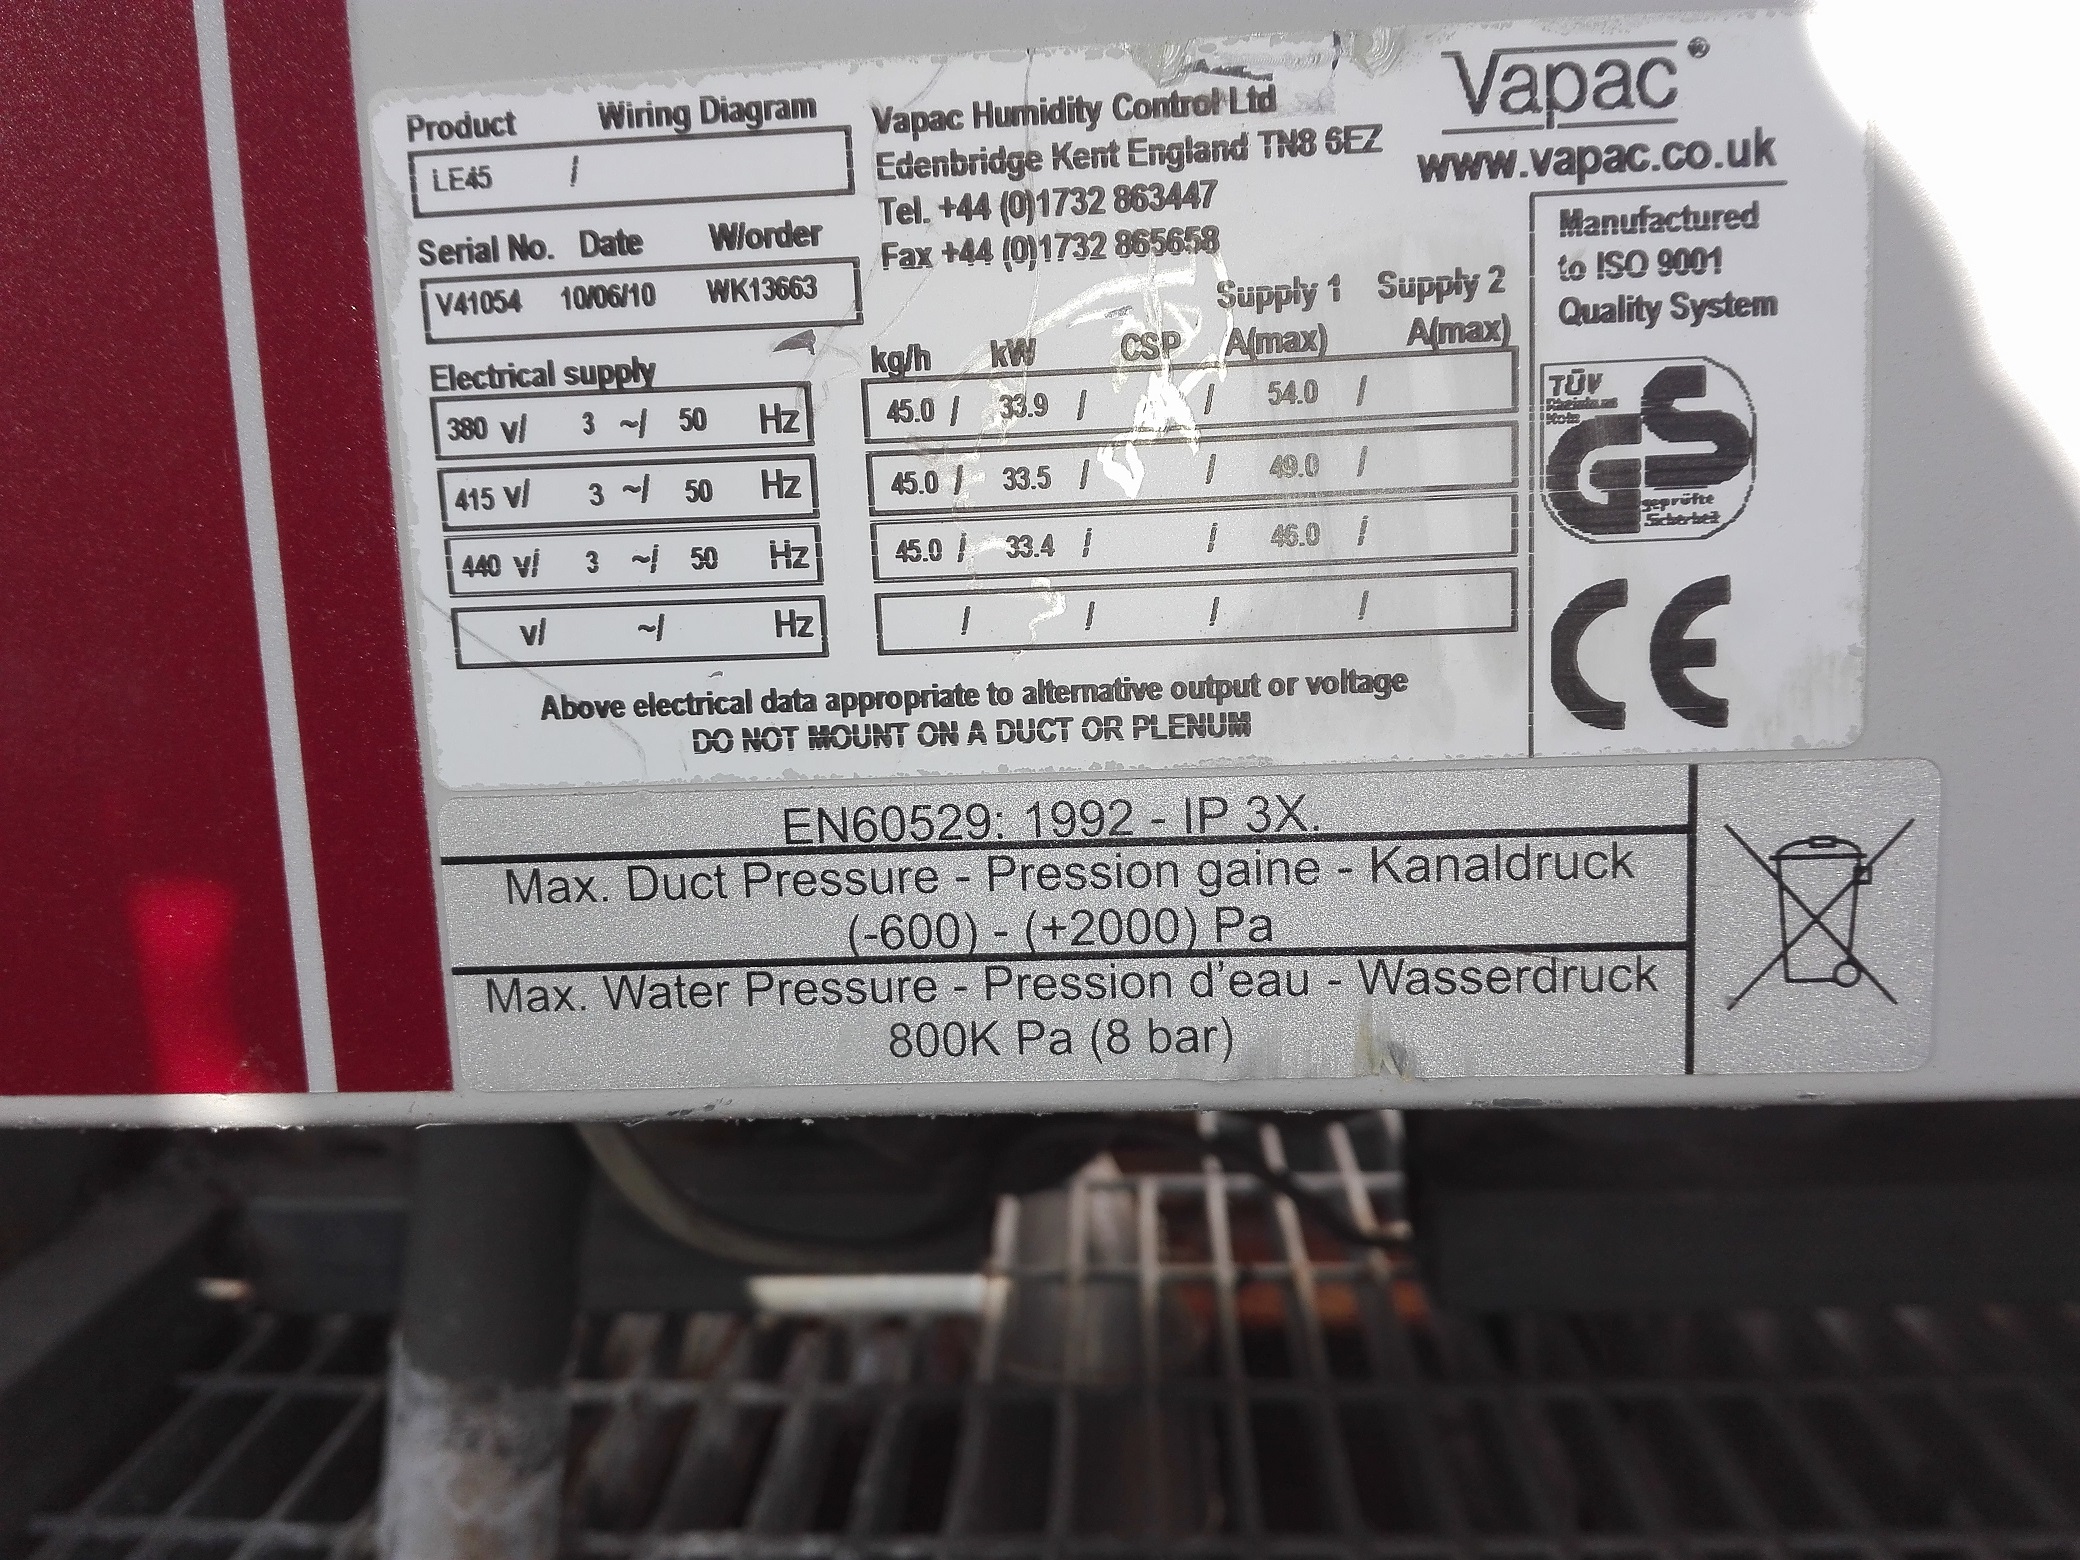 Product Wiring Diagram
LE45 /
Serial No. Date W/order
V41054 10/06/10 WK13663
Electrical supply
380 v/ 3 ~/ 50 Hz
415 v/ 3 ~/ 50 Hz
440 v/ 3 ~/ 50 Hz
v/ ~/ Hz
Vapac Humidity Control Ltd
Edenbridge Kent England TN8 6EZ
Tel. +44 (0)1732 863447
Fax +44 (0)1732 865658
Supply 1 Supply 2
kg/h kW CSP A(max) A(max)
45.0 / 33.9 / / 54.0 /
45.0 / 33.5 / / 49.0 /
45.0 / 33.4 / / 46.0 /
/ / / /
Above electrical data appropriate to alternative output or voltage
DO NOT MOUNT ON A DUCT OR PLENUM
Vapac®
www.vapac.co.uk
Manufactured
to ISO 9001
Quality System
TÜV
GS
geprüfte
Sicherheit
CE
EN60529: 1992 - IP 3X.
Max. Duct Pressure - Pression gaine - Kanaldruck
(-600) - (+2000) Pa
Max. Water Pressure - Pression d'eau - Wasserdruck
800K Pa (8 bar)